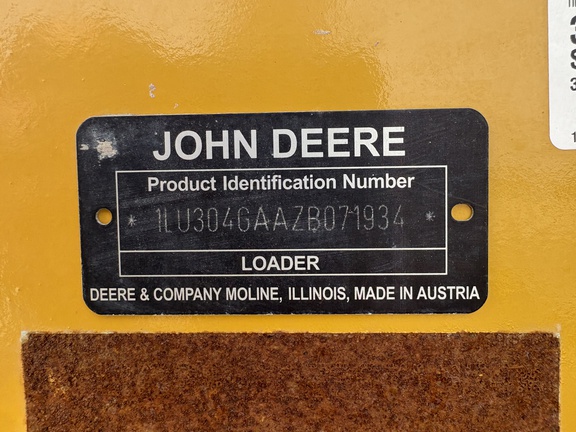 JOHN DEERE
Product Identification Number
* 1LU304GAAZB071934 *
LOADER
DEERE & COMPANY MOLINE, ILLINOIS, MADE IN AUSTRIA